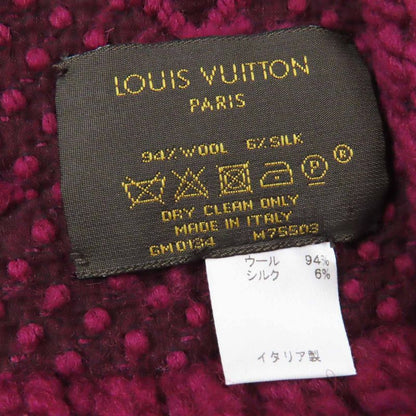 LOUIS VUITTON
PARIS
94% WOOL 6% SILK
P ®
DRY CLEAN ONLY
MADE IN ITALY
GM0134 M75503
ウール 94%
シルク 6%
イタリア製